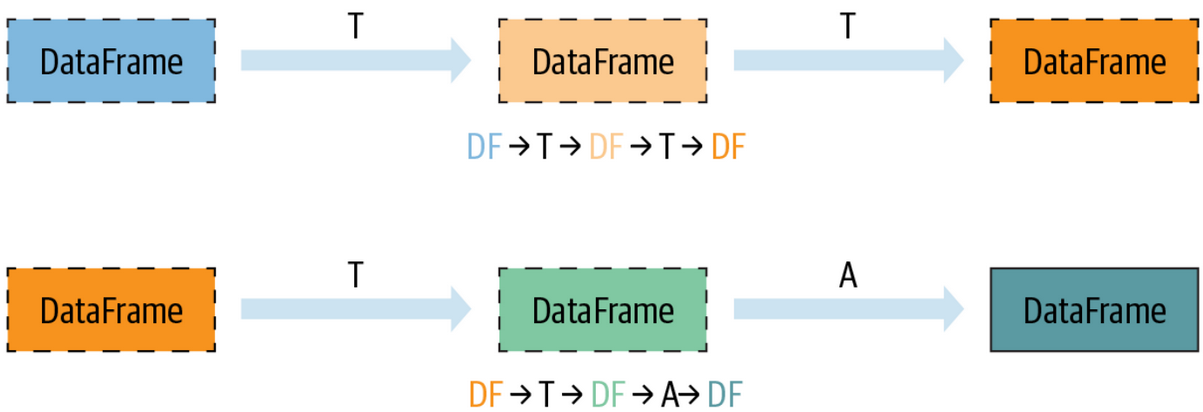 T T
DataFrame DataFrame DataFrame
DF → T → DF → T → DF
T A
DataFrame DataFrame DataFrame
DF → T → DF → A→ DF